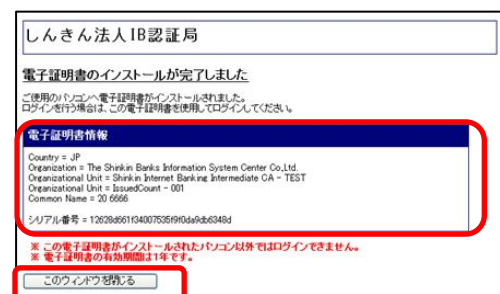 しんきん法人IB認証局
電子証明書のインストールが完了しました
ご使用のパソコンへ電子証明書がインストールされました。
ログインを行う場合は、この電子証明書を使用してログインしてください。
電子証明書情報
Country = JP
Organization = The Shinkin Banks Information System Center Co.,Ltd.
Organizational Unit = Shinkin Internet Banking Intermediate CA - TEST
Organizational Unit = IssuedCount - 001
Common Name = 20 6666
シリアル番号 = 12628d661f34007535f9f0da9db6348d
※ この電子証明書がインストールされたパソコン以外ではログインできません。
※ 電子証明書の有効期間は1年です。
このウィンドウを閉じる